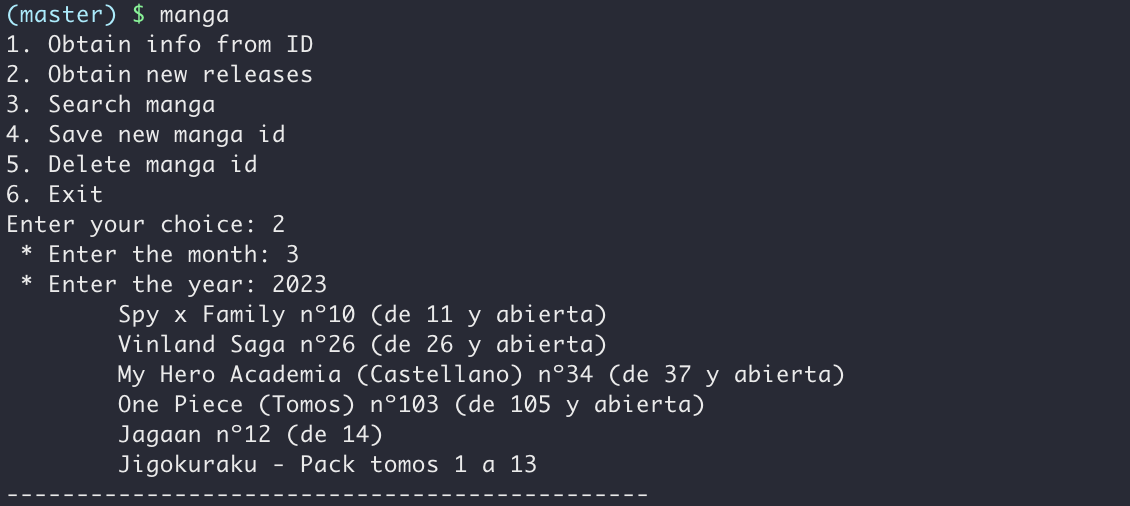 (master) $ manga
1. Obtain info from ID
2. Obtain new releases
3. Search manga
4. Save new manga id
5. Delete manga id
6. Exit
Enter your choice: 2
* Enter the month: 3
* Enter the year: 2023
Spy x Family nº10 (de 11 y abierta)
Vinland Saga nº26 (de 26 y abierta)
My Hero Academia (Castellano) nº34 (de 37 y abierta)
One Piece (Tomos) nº103 (de 105 y abierta)
Jagaan nº12 (de 14)
Jigokuraku - Pack tomos 1 a 13
----------------------------------------------